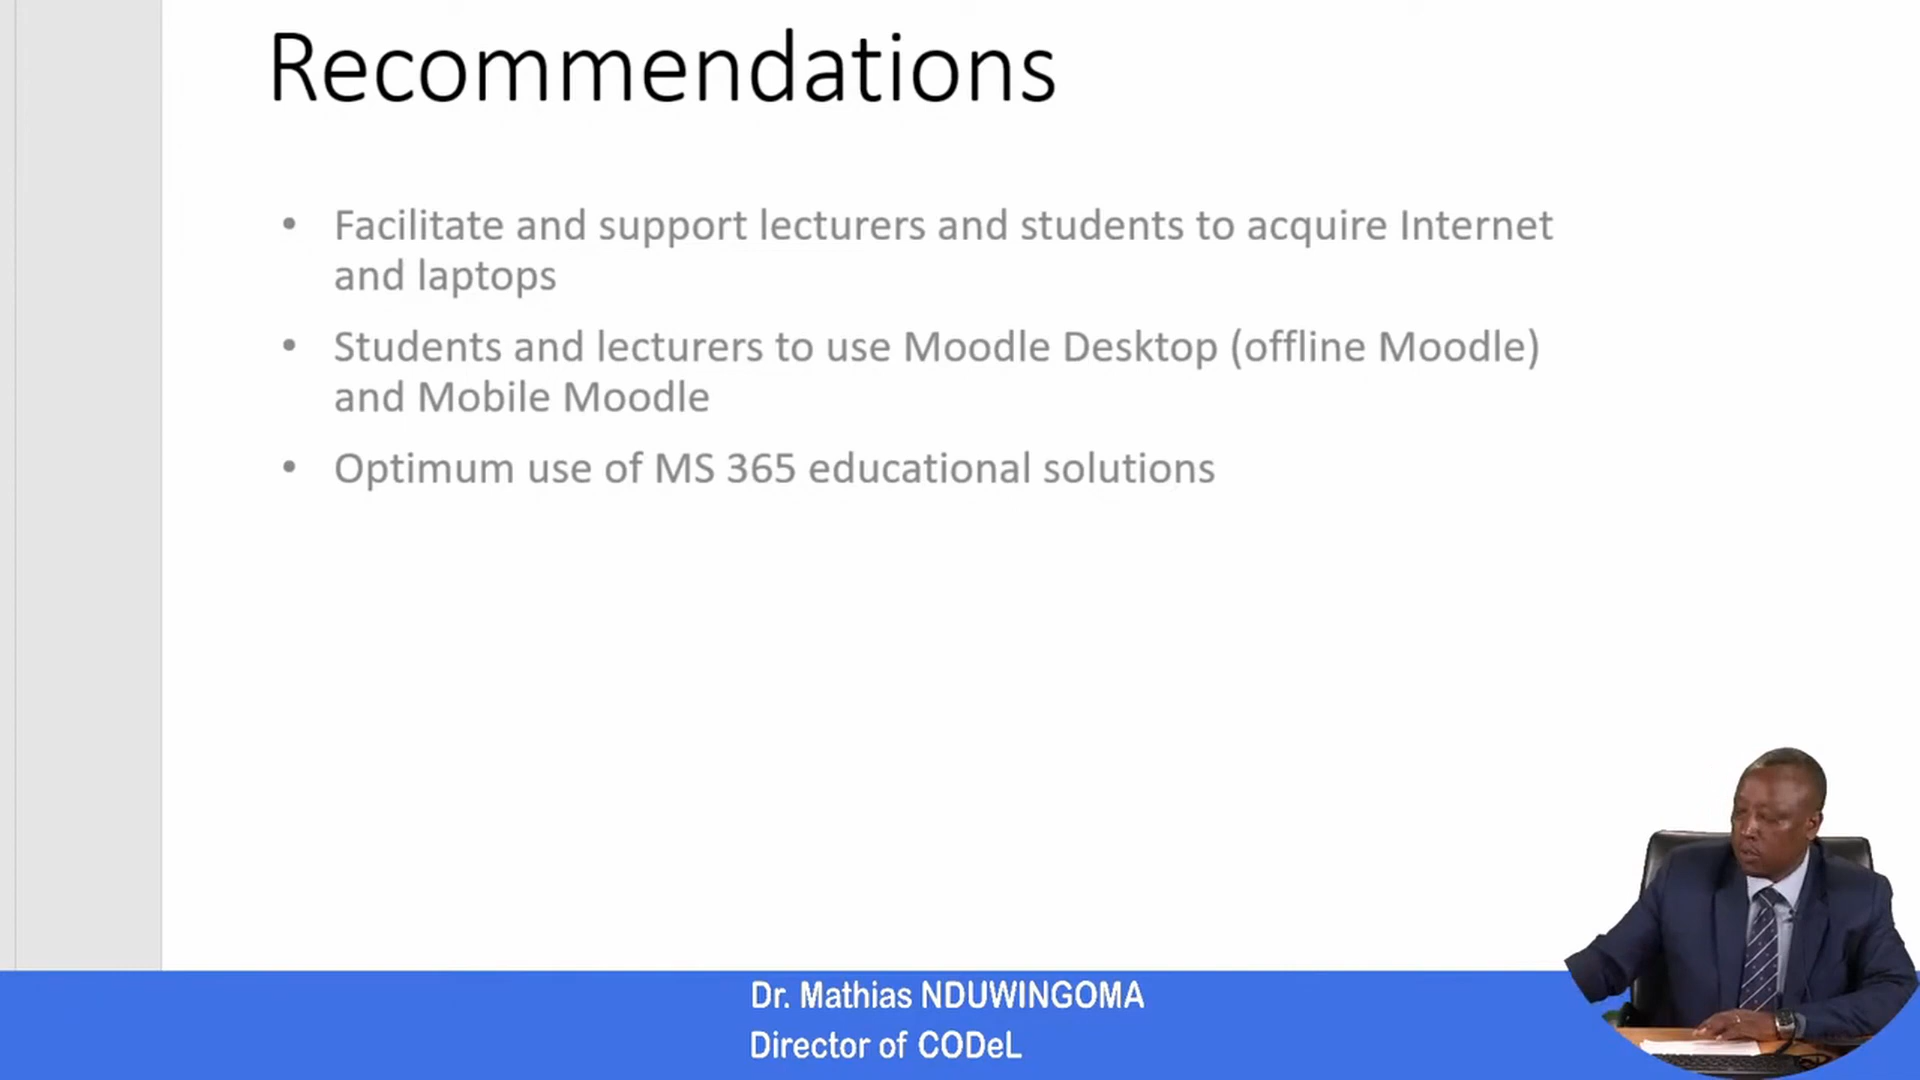 Recommendations
• Facilitate and support lecturers and students to acquire Internet
and laptops
• Students and lecturers to use Moodle Desktop (offline Moodle)
and Mobile Moodle
• Optimum use of MS 365 educational solutions
Dr. Mathias NDUWINGOMA
Director of CODeL